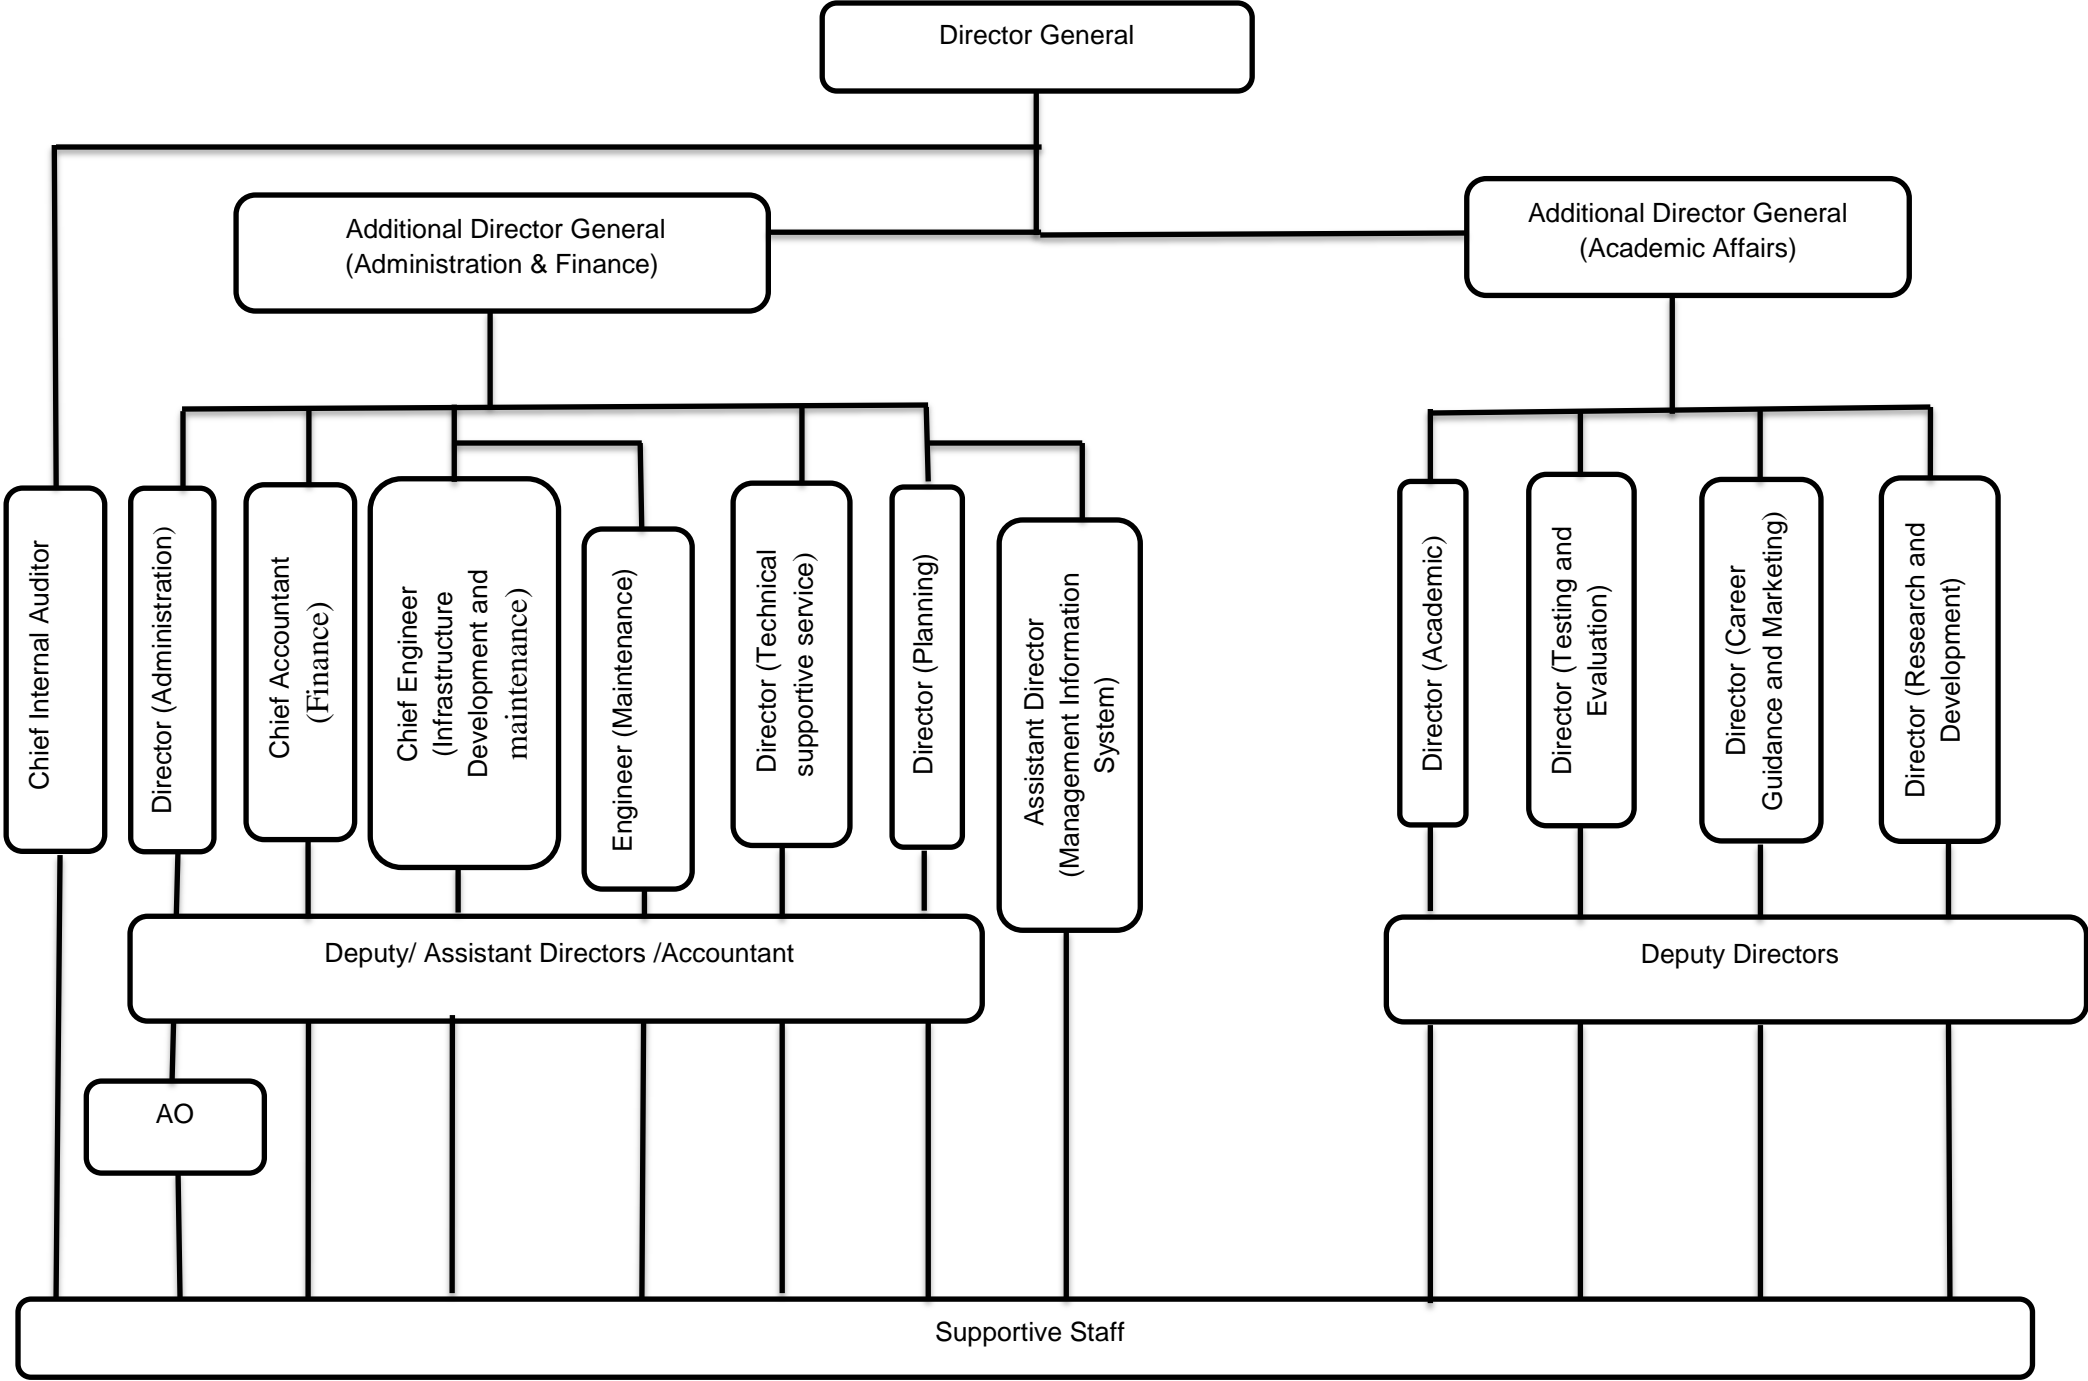 Director General
Additional Director General
(Administration & Finance)
Additional Director General
(Academic Affairs)
Chief Internal Auditor
Director (Administration)
Chief Accountant
(Finance)
Chief Engineer
(Infrastructure
Development and
maintenance)
Engineer (Maintenance)
Director (Technical
supportive service)
Director (Planning)
Assistant Director
(Management Information
System)
Director (Academic)
Director (Testing and
Evaluation)
Director (Career
Guidance and Marketing)
Director (Research and
Development)
Deputy/ Assistant Directors /Accountant
Deputy Directors
AO
Supportive Staff